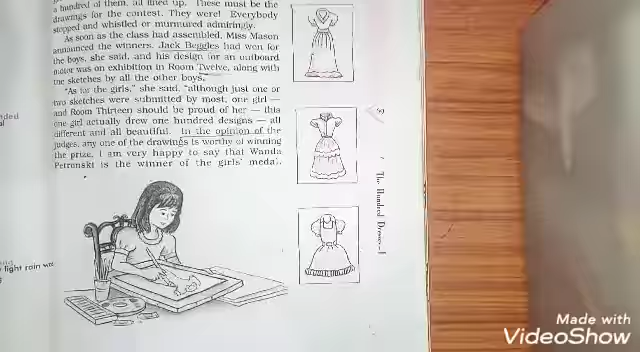 a hundred of them, all lined up. These must be the
drawings for the contest. They were! Everybody
stopped and whistled or murmured admiringly.
As soon as the class had assembled, Miss Mason
announced the winners. Jack Beggles had won for
the boys, she said, and his design for an outboard
motor was on exhibition in Room Twelve, along with
the sketches by all the other boys.
“As for the girls,” she said, “although just one or
two sketches were submitted by most, one girl —
and Room Thirteen should be proud of her — this
one girl actually drew one hundred designs — all
different and all beautiful. In the opinion of the
judges, any one of the drawings is worthy of winning
the prize. I am very happy to say that Wanda
Petronski is the winner of the girls’ medal.
light rain
The Hundred Dresses–I
Made with
VideoShow